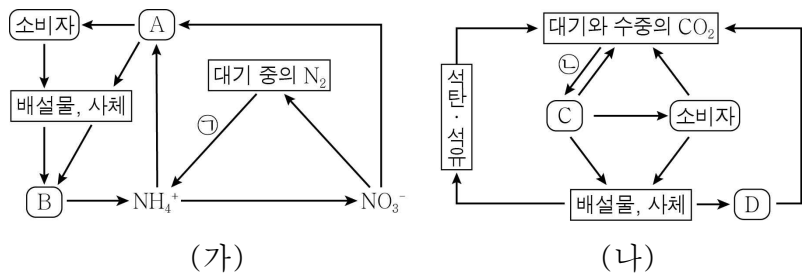 소비자
A
배설물, 사체
B
NH₄⁺
NO₃⁻
대기 중의 N₂
㉠
(가)
대기와 수중의 CO₂
㉡
석탄·석유
C
소비자
배설물, 사체
D
(나)